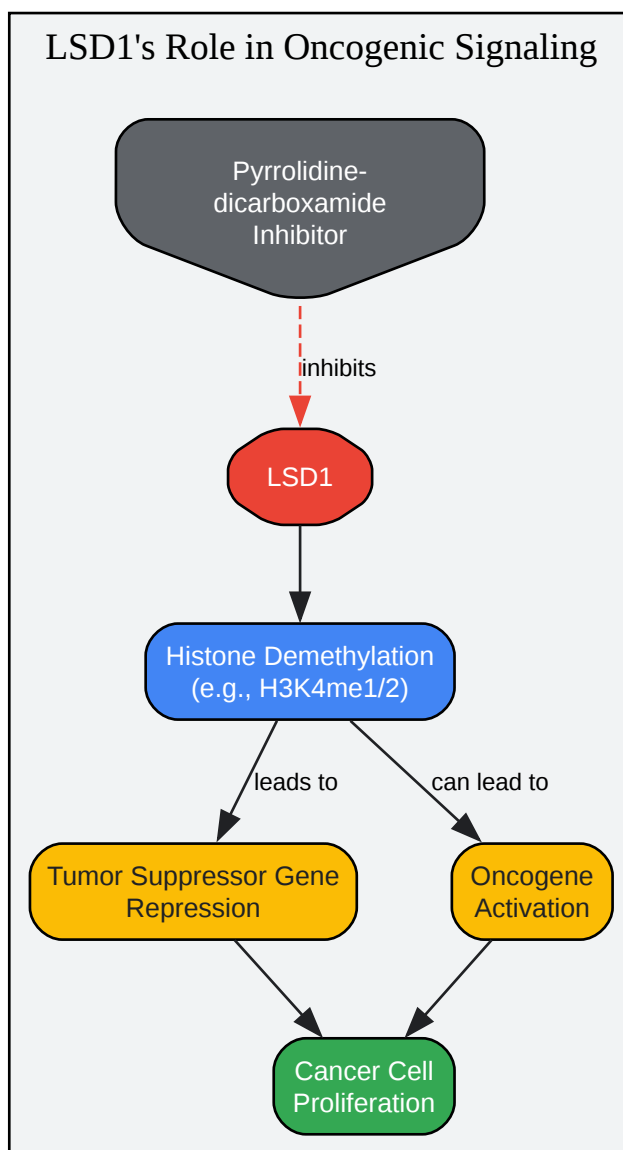 LSD1's Role in Oncogenic Signaling
Pyrrolidine-
dicarboxamide
Inhibitor
inhibits
LSD1
Histone Demethylation
(e.g., H3K4me1/2)
leads to
can lead to
Tumor Suppressor Gene
Repression
Oncogene
Activation
Cancer Cell
Proliferation